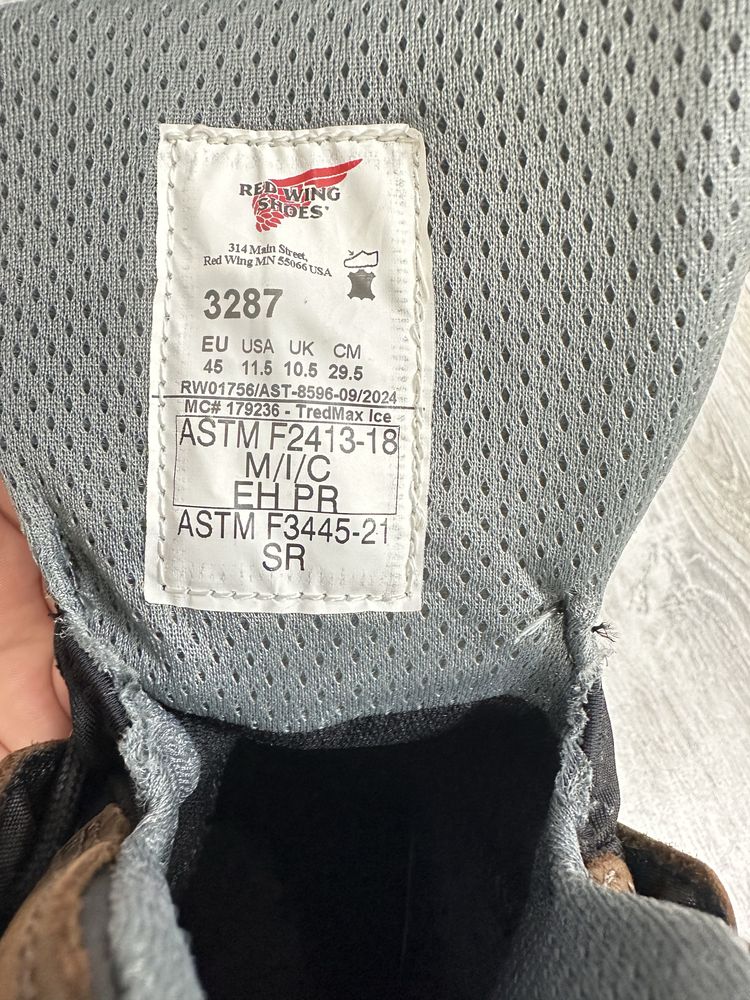 RED WING
SHOES
314 Main Street,
Red Wing MN 55066 USA
3287
EU USA UK CM
45 11.5 10.5 29.5
RW01756/AST-8596-09/2024
MC# 179236 - TredMax Ice
ASTM F2413-18
M/I/C
EH PR
ASTM F3445-21
SR